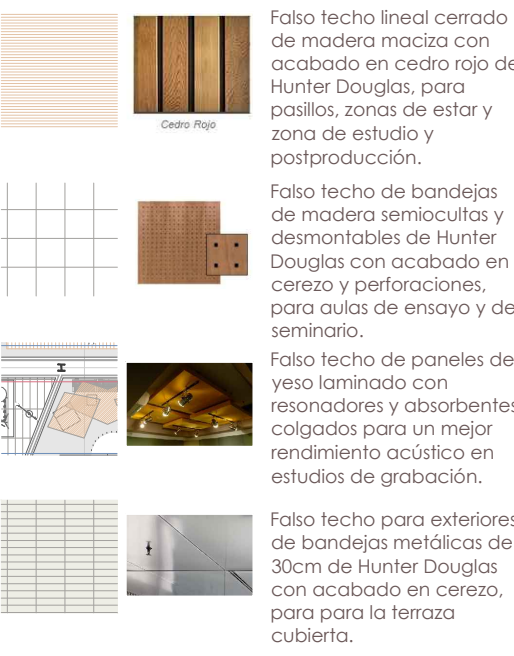 Falso techo lineal cerrado
de madera maciza con
acabado en cedro rojo de
Hunter Douglas, para
pasillos, zonas de estar y
zona de estudio y
postproducción.
Cedro Rojo
Falso techo de bandejas
de madera semiocultas y
desmontables de Hunter
Douglas con acabado en
cerezo y perforaciones,
para aulas de ensayo y de
seminario.
Falso techo de paneles de
yeso laminado con
resonadores y absorbentes
colgados para un mejor
rendimiento acústico en
estudios de grabación.
Falso techo para exteriores
de bandejas metálicas de
30cm de Hunter Douglas
con acabado en cerezo,
para para la terraza
cubierta.